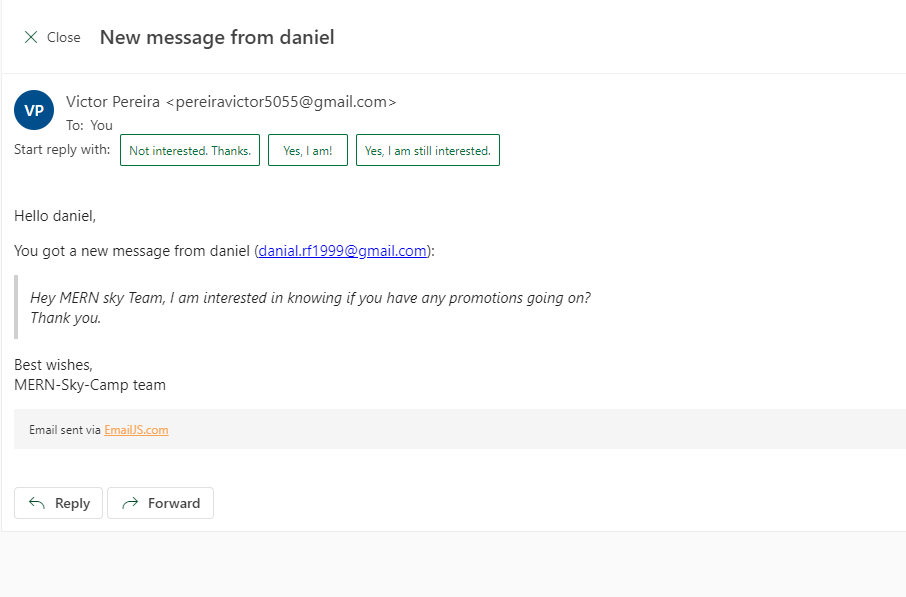 Close New message from daniel
VP
Victor Pereira <pereiravictor5055@gmail.com>
To: You
Start reply with: Not interested. Thanks. Yes, I am! Yes, I am still interested.
Hello daniel,
You got a new message from daniel (danial.rf1999@gmail.com):
Hey MERN sky Team, I am interested in knowing if you have any promotions going on?
Thank you.
Best wishes,
MERN-Sky-Camp team
Email sent via EmailJS.com
Reply Forward